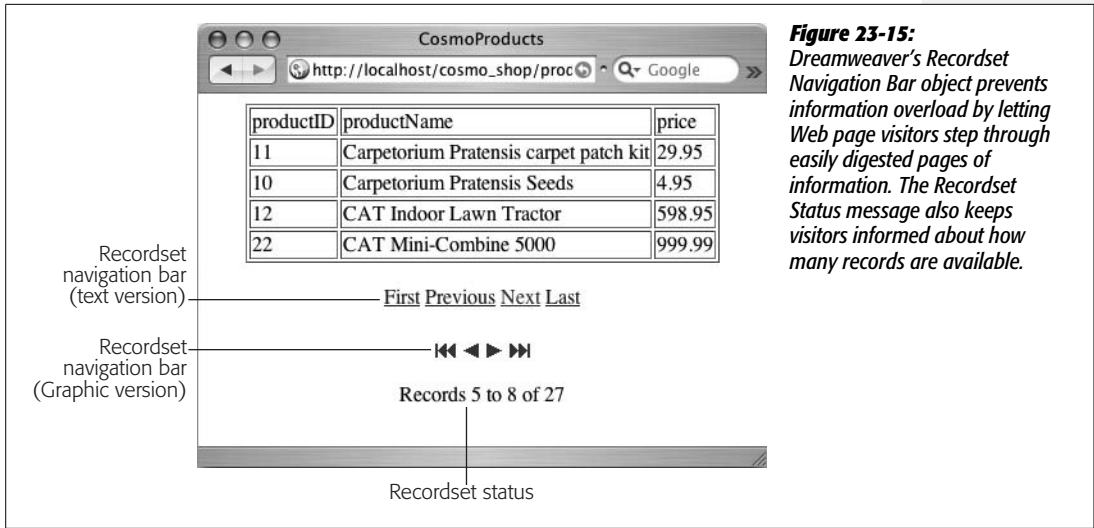 CosmoProducts
http://localhost/cosmo_shop/proc
Google
productID productName price
11 Carpetorium Pratensis carpet patch kit 29.95
10 Carpetorium Pratensis Seeds 4.95
12 CAT Indoor Lawn Tractor 598.95
22 CAT Mini-Combine 5000 999.99
Recordset
navigation bar
(text version)
First Previous Next Last
Recordset
navigation bar
(Graphic version)
Records 5 to 8 of 27
Recordset status
Figure 23-15:
Dreamweaver's Recordset
Navigation Bar object prevents
information overload by letting
Web page visitors step through
easily digested pages of
information. The Recordset
Status message also keeps
visitors informed about how
many records are available.